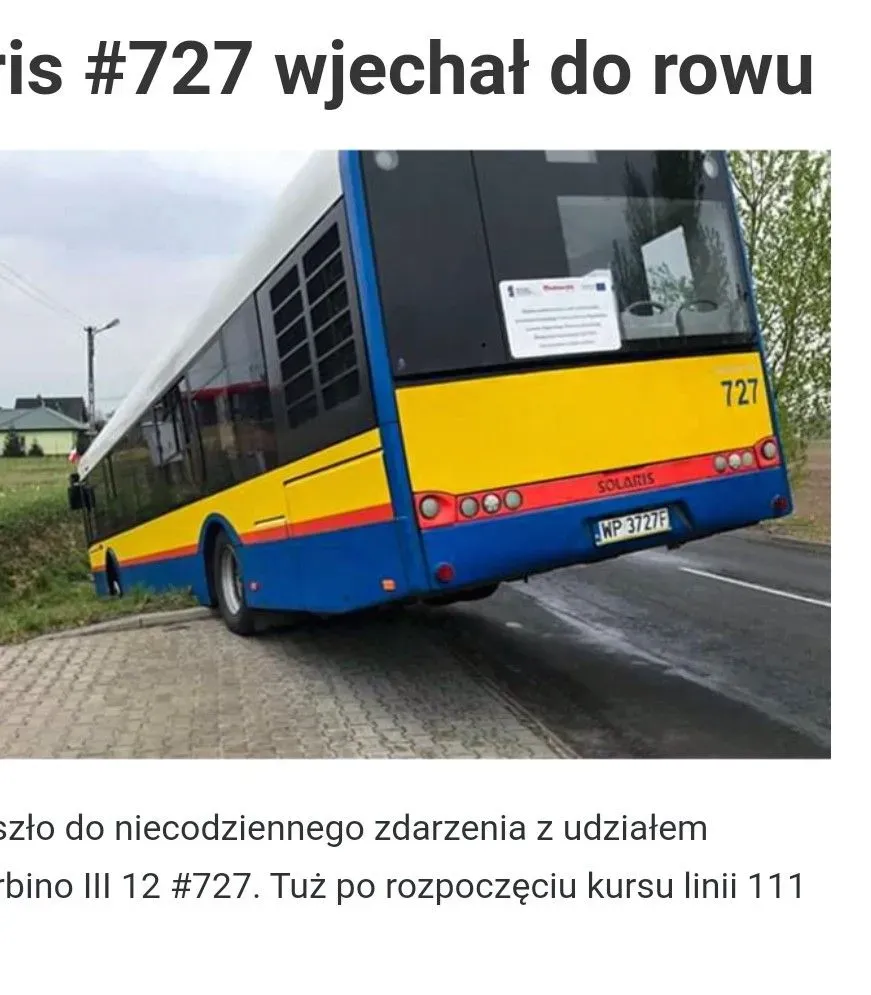 ris #727 wjechał do rowu
727
SOLARIS
WP 3727F
szło do niecodziennego zdarzenia z udziałem
rbino III 12 #727. Tuż po rozpoczęciu kursu linii 111